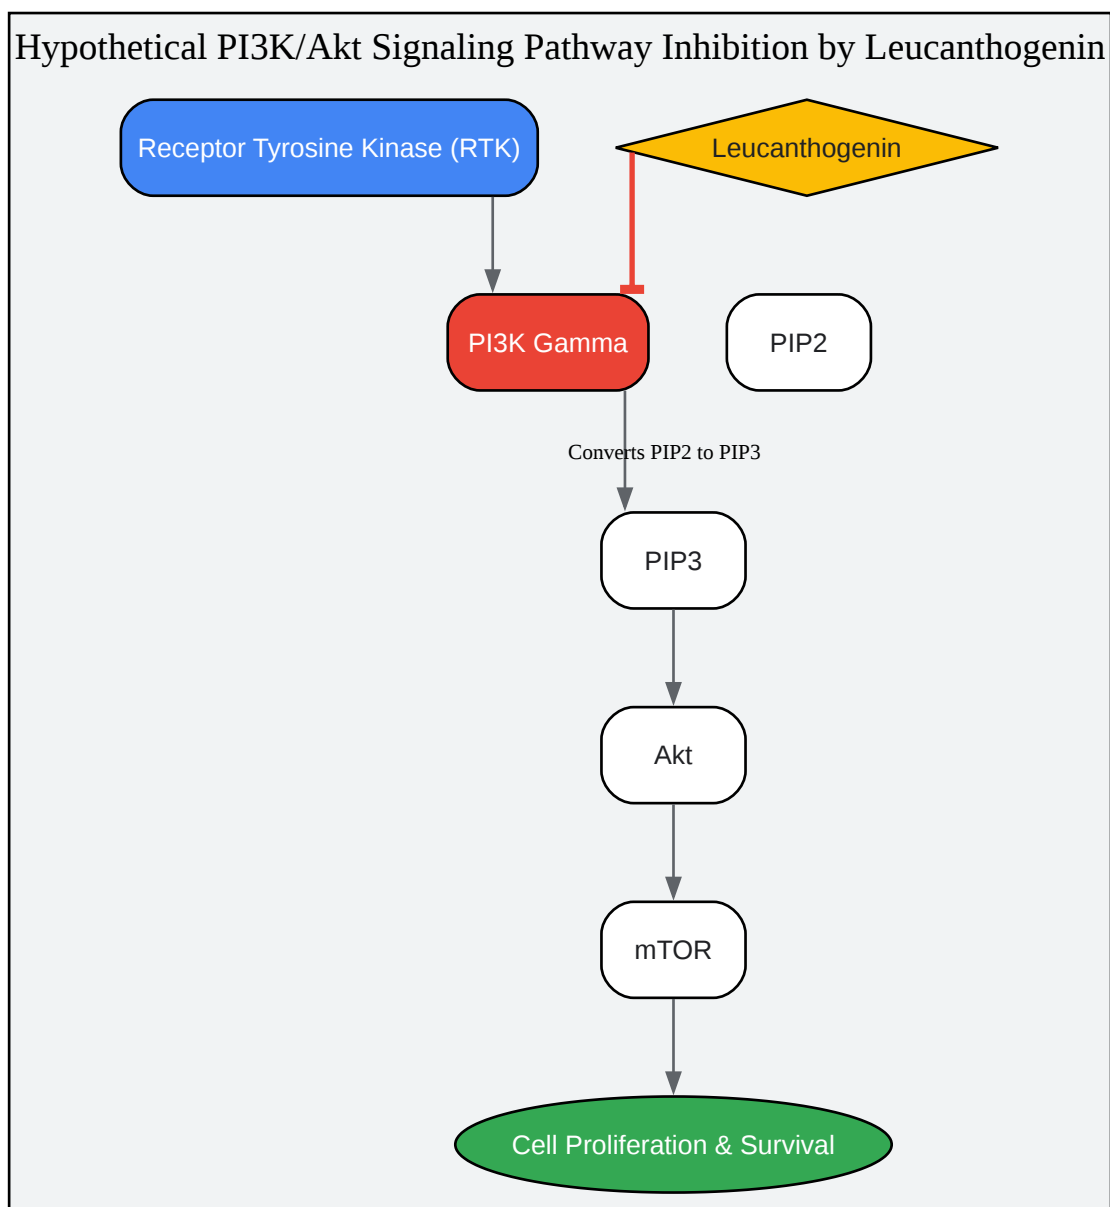 Hypothetical PI3K/Akt Signaling Pathway Inhibition by Leucanthogenin
Receptor Tyrosine Kinase (RTK)
Leucanthogenin
PI3K Gamma
PIP2
Converts PIP2 to PIP3
PIP3
Akt
mTOR
Cell Proliferation & Survival